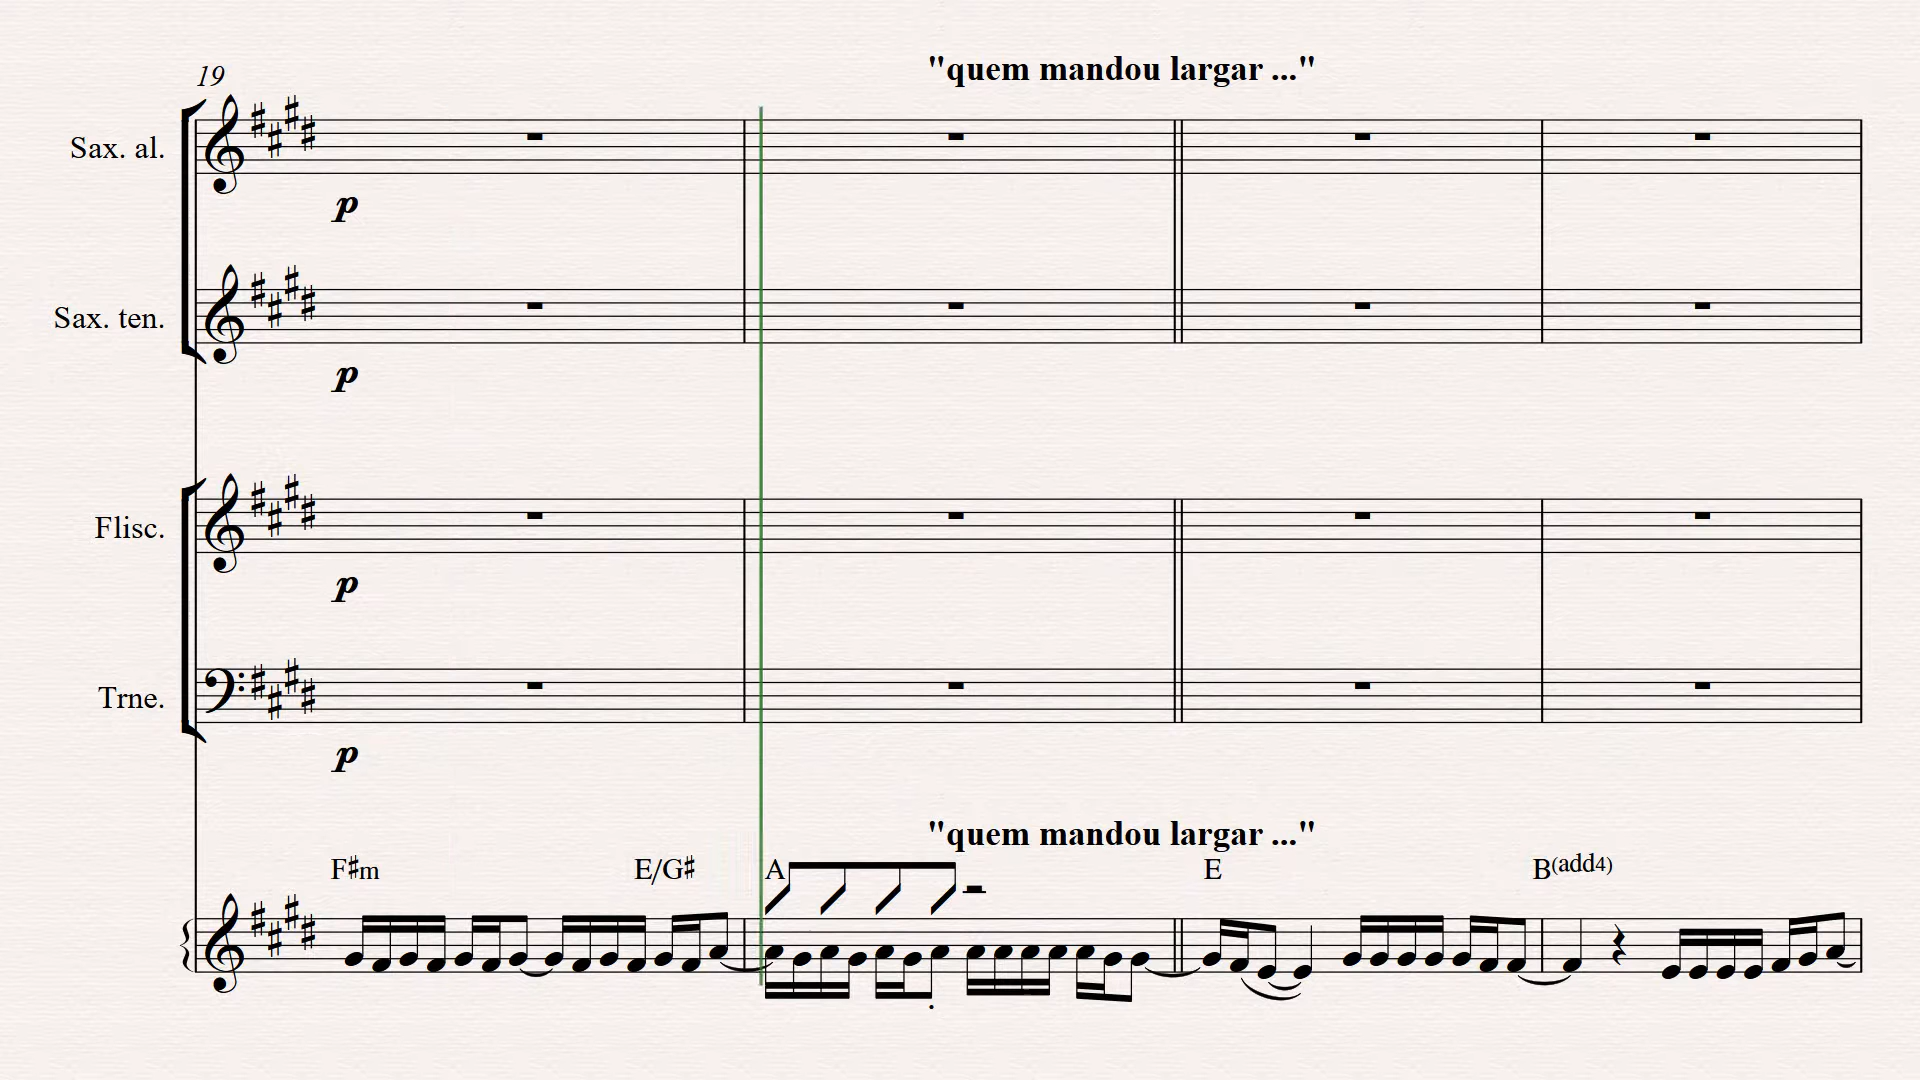 "quem mandou largar ..."
19
Sax. al.
p
Sax. ten.
p
Flisc.
p
Trne.
p
"quem mandou largar ..."
F♯m E/G♯ A E B(add4)